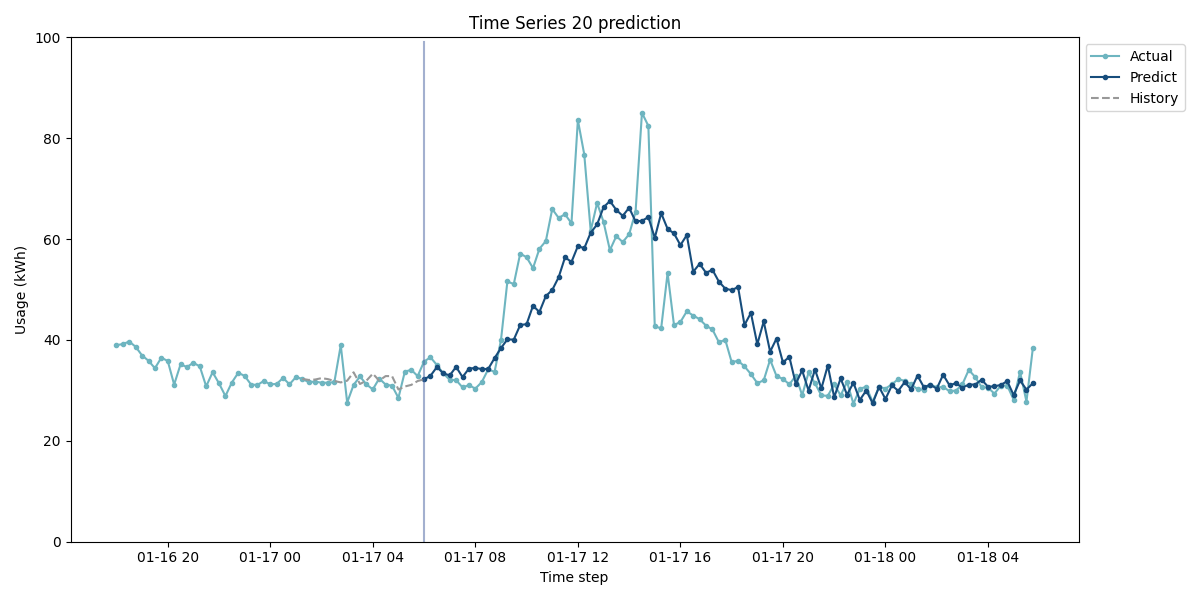 Time Series 20 prediction
100
80
60
40
20
0
Usage (kWh)
01-16 20
01-17 00
01-17 04
01-17 08
01-17 12
01-17 16
01-17 20
01-18 00
01-18 04
Time step
Actual
Predict
History